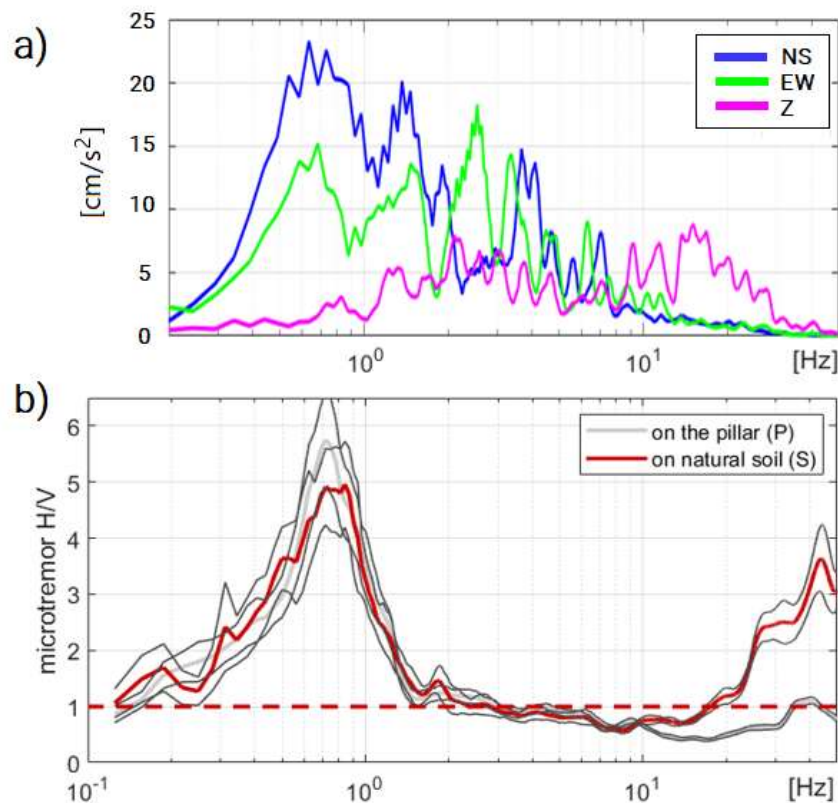 a)
[cm/s²]
25
20
15
10
5
0
NS
EW
Z
10⁰
10¹
[Hz]
b)
microtremor H/V
6
5
4
3
2
1
0
on the pillar (P)
on natural soil (S)
10⁻¹
10⁰
10¹
[Hz]